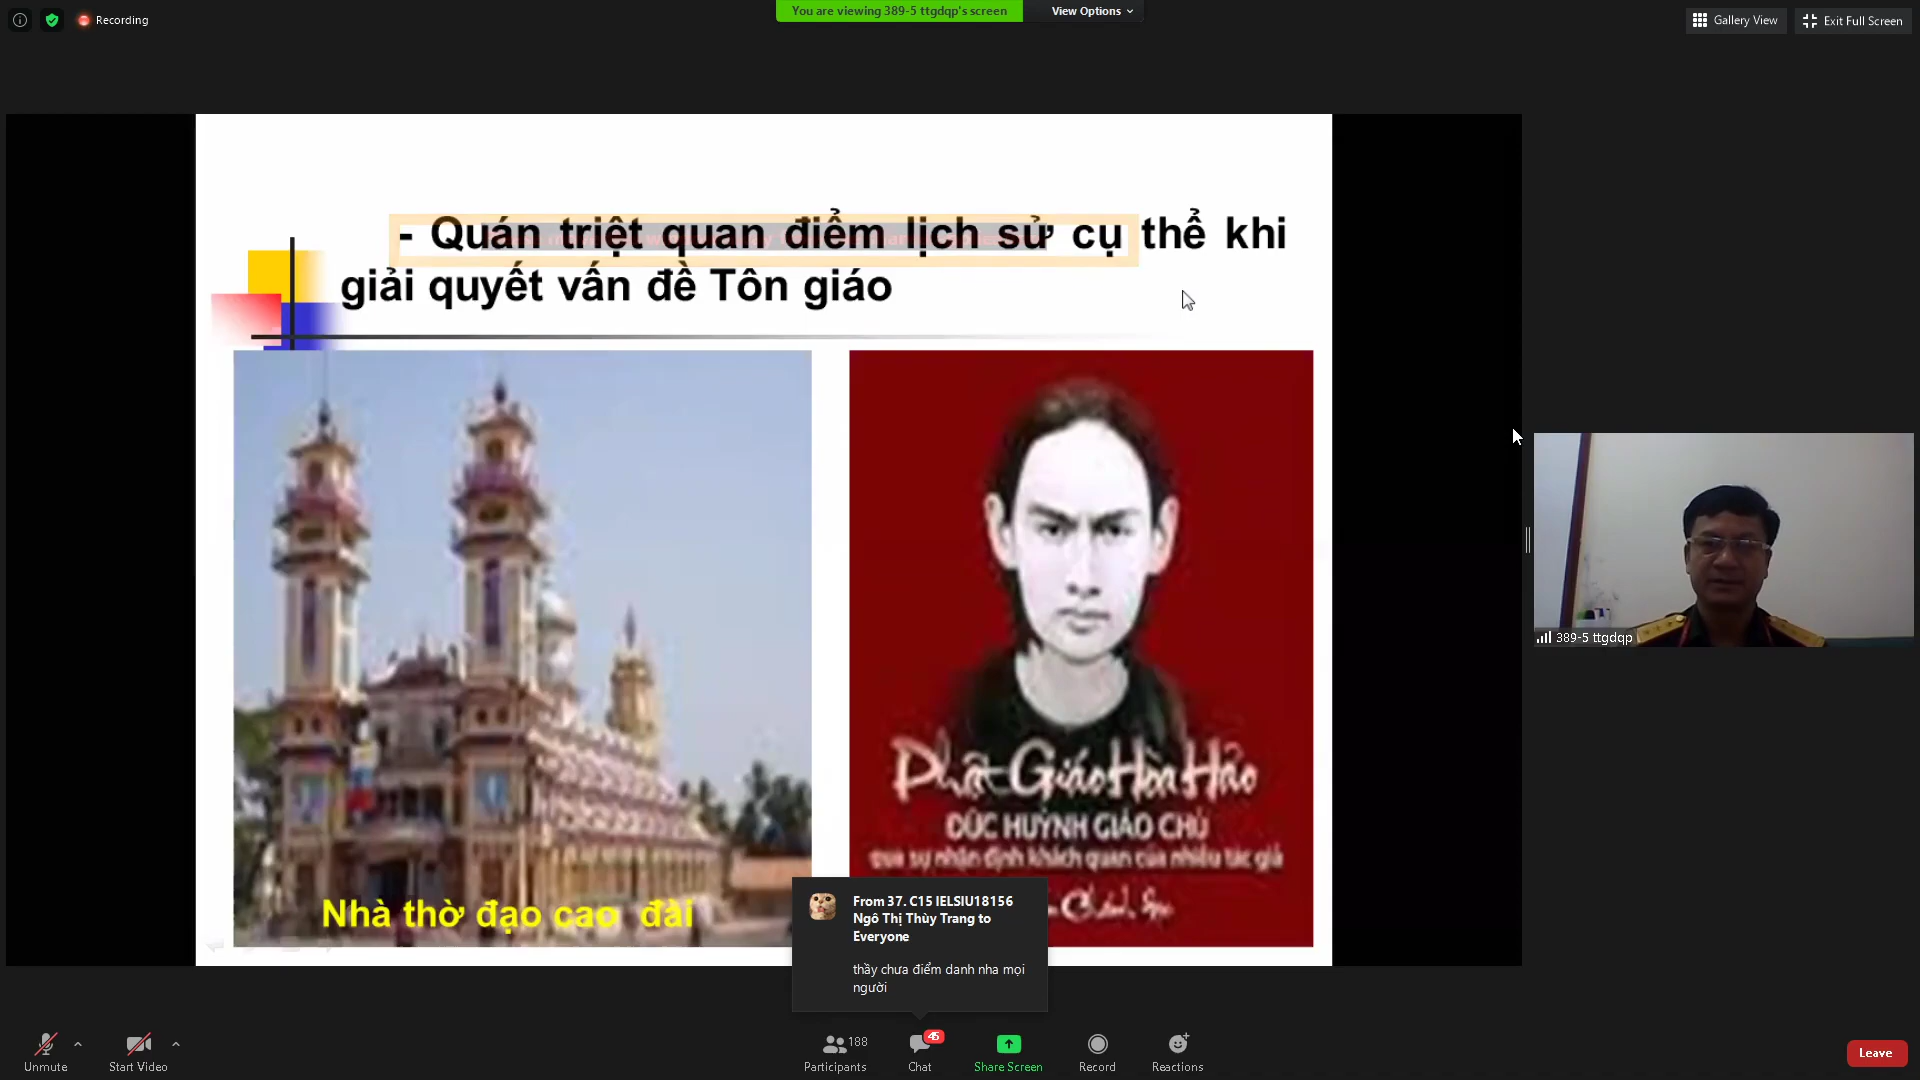 Recording
You are viewing 389-5 ttgdqp's screen
View Options
Gallery View
Exit Full Screen
- Quán triệt quan điểm lịch sử cụ thể khi
giải quyết vấn đề Tôn giáo
Nhà thờ đạo cao đài
Phật Giáo Hòa Hảo
ĐỨC HUỲNH GIÁO CHỦ
qua sự nhận định khách quan của nhiều tác giả
389-5 ttgdqp
From 37. C15 IELSIU18156
Ngô Thị Thùy Trang to
Everyone
thầy chưa điểm danh nha mọi
người
Unmute
Start Video
188
Participants
45
Chat
Share Screen
Record
Reactions
Leave